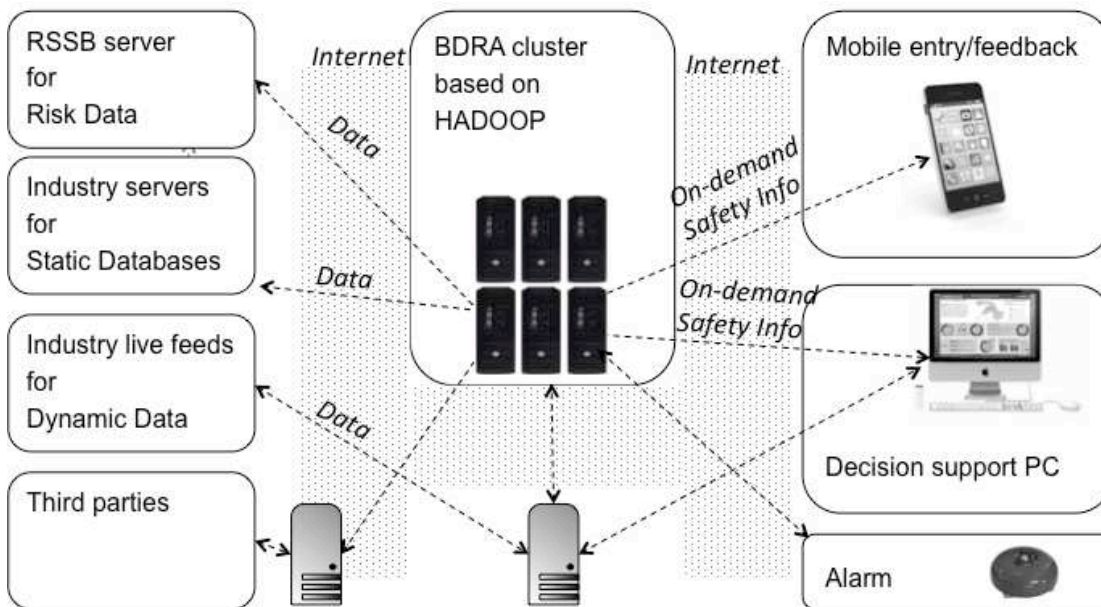 RSSB server
for
Risk Data
Industry servers
for
Static Databases
Industry live feeds
for
Dynamic Data
Third parties
Internet
Data
Data
Data
BDRA cluster
based on
HADOOP
Internet
On-demand
Safety Info
On-demand
Safety Info
Mobile entry/feedback
Decision support PC
Alarm